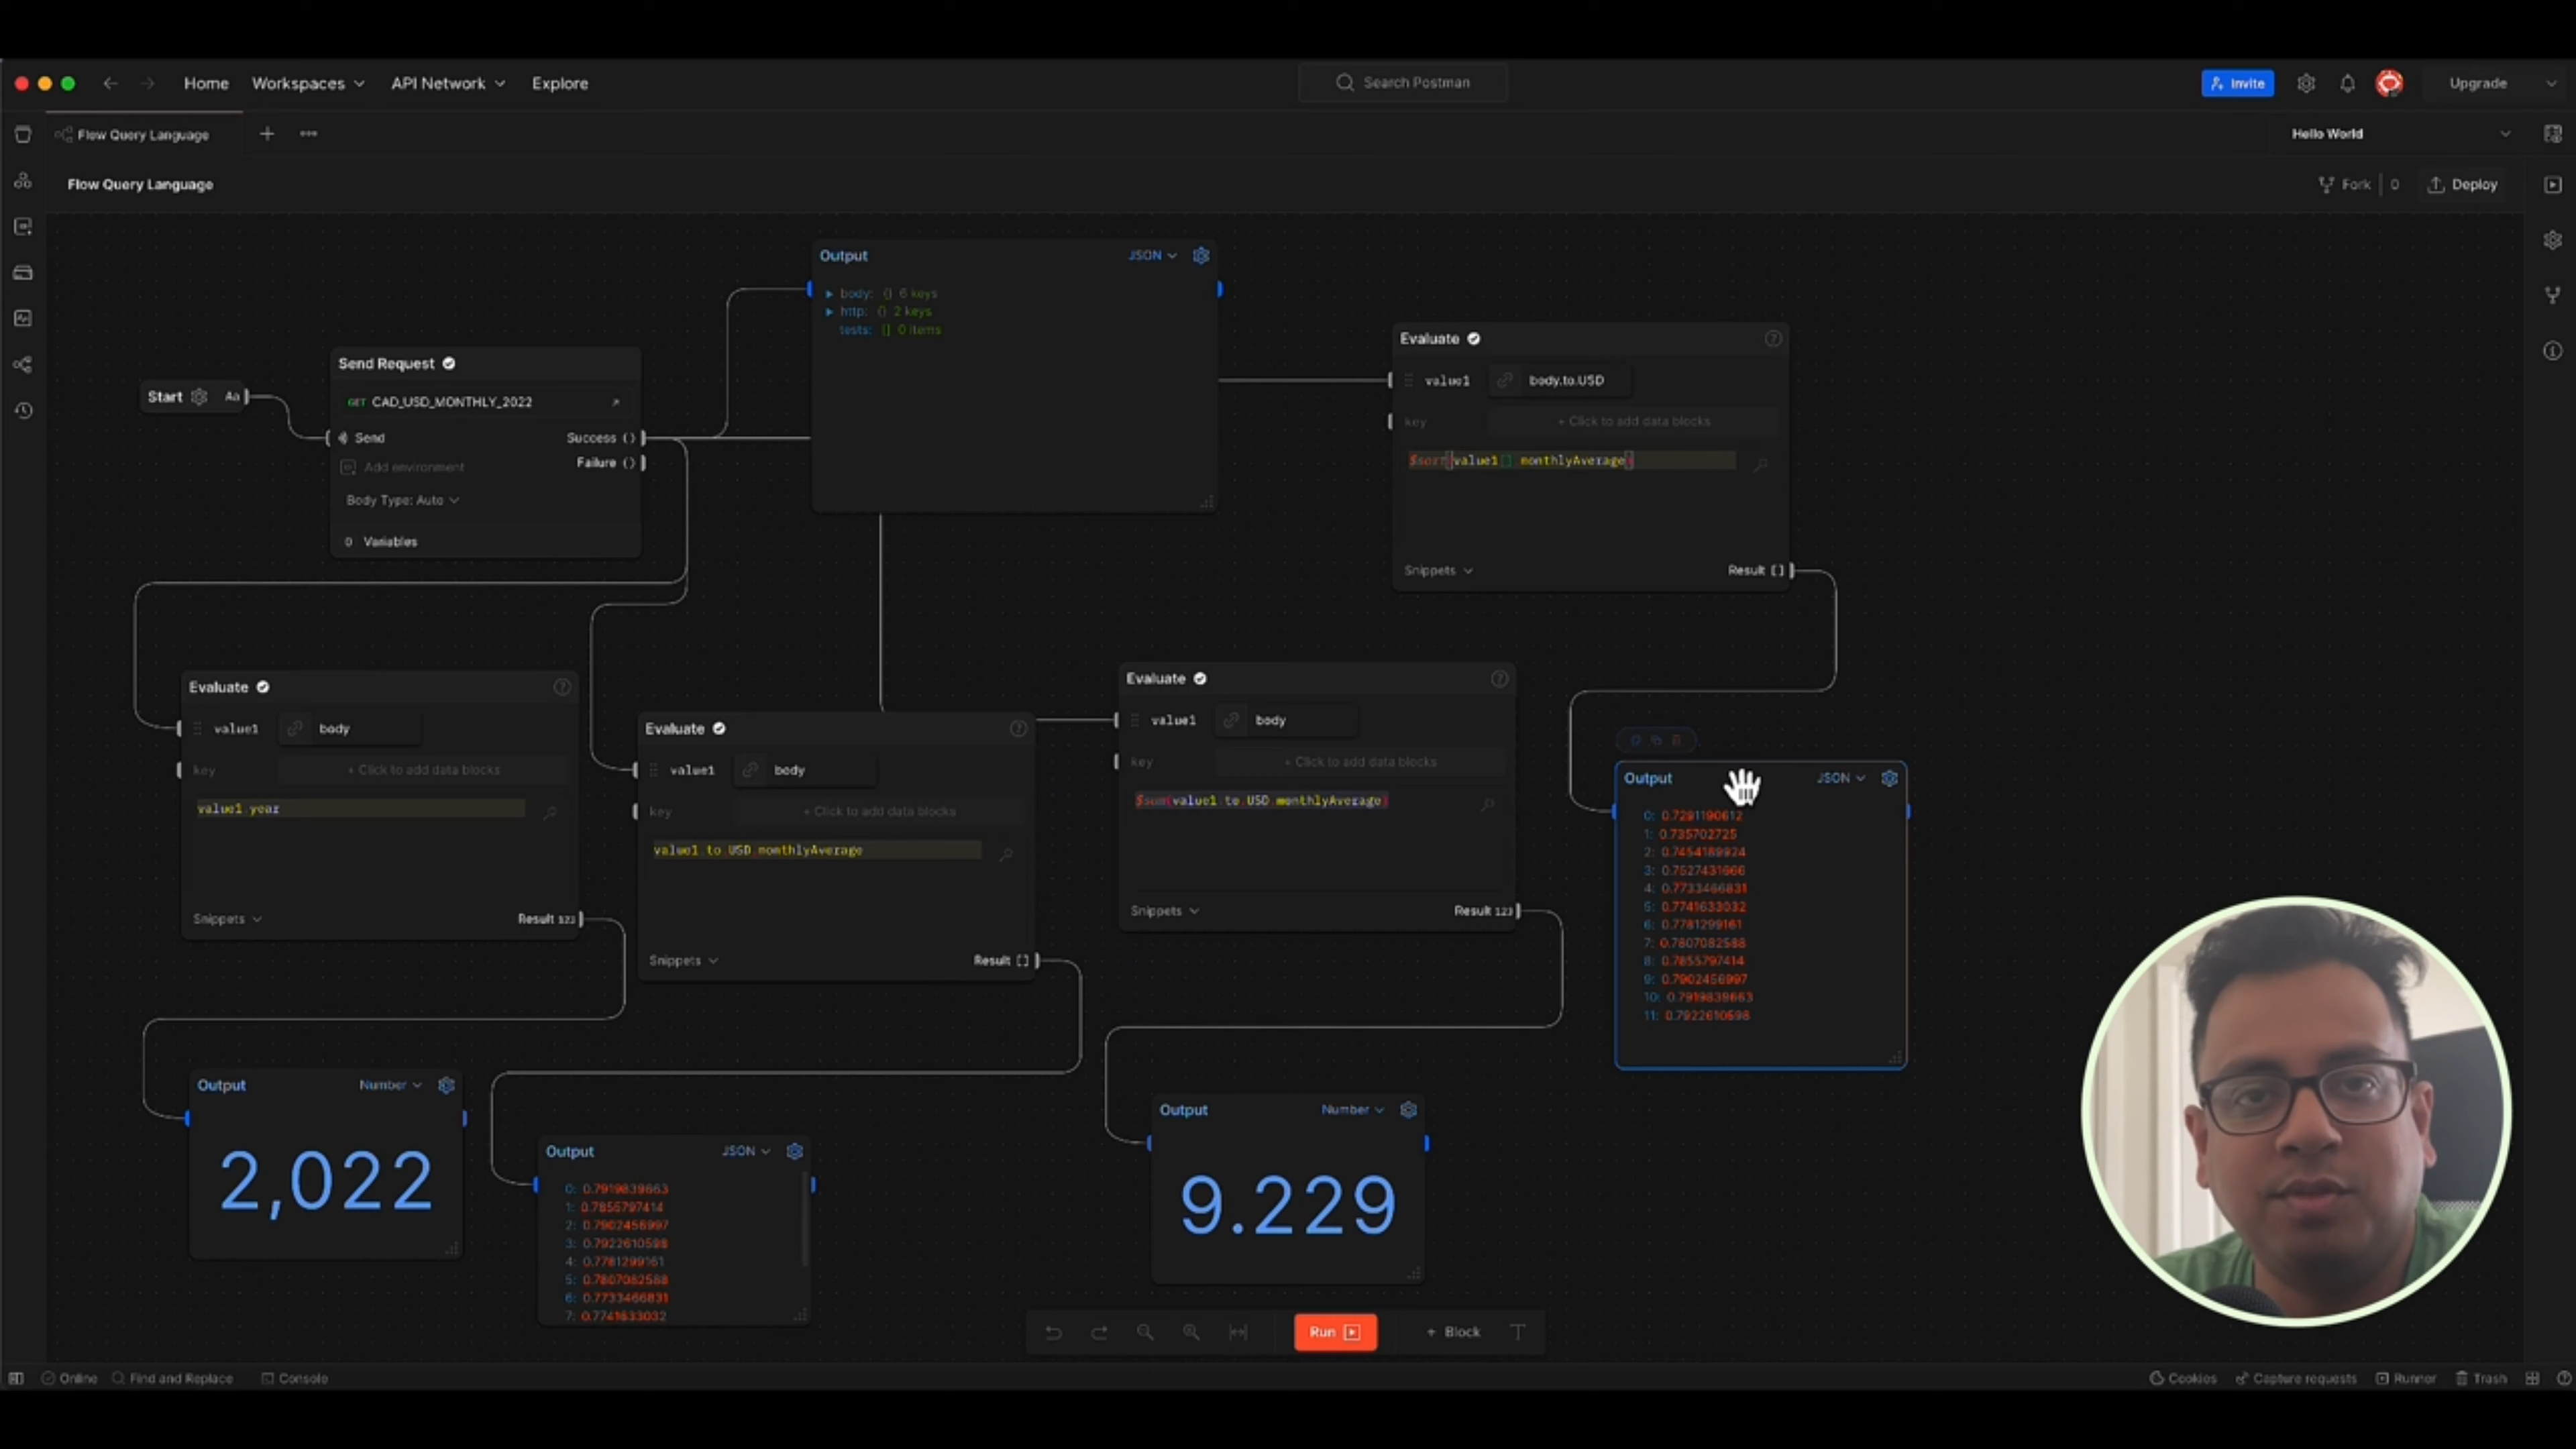 Home Workspaces API Network Explore Search Postman Invite Upgrade
Flow Query Language Hello World
Flow Query Language Fork 0 Deploy
Output JSON
body: {} 6 keys
http: {} 2 keys
tests: [] 0 items
Start Aa
Send Request
GET CAD_USD_MONTHLY_2022
Send Success {}
Failure {}
Add environment
Body Type: Auto
0 Variables
Evaluate
value1 body.to.USD
key + Click to add data blocks
$sort(value1[].monthlyAverage)
Snippets Result []
Evaluate
value1 body
key + Click to add data blocks
value1.year
Snippets Result 123
Evaluate
value1 body
key + Click to add data blocks
value1.to.USD.monthlyAverage
Snippets Result []
Evaluate
value1 body
key + Click to add data blocks
$sum(value1.to.USD.monthlyAverage)
Snippets Result 123
Output JSON
0: 0.7291190612
1: 0.735702725
2: 0.7454189924
3: 0.7527431666
4: 0.7733466831
5: 0.7741633032
6: 0.7781299161
7: 0.7807082588
8: 0.7855797414
9: 0.7902456997
10: 0.7919839663
11: 0.7922610598
Output Number
2,022
Output JSON
0: 0.7919839663
1: 0.7855797414
2: 0.7902456997
3: 0.7922610598
4: 0.7781299161
5: 0.7807082588
6: 0.7733466831
7: 0.7741633032
Output Number
9.229
Run + Block T
Online Find and Replace Console Cookies Capture requests Runner Trash